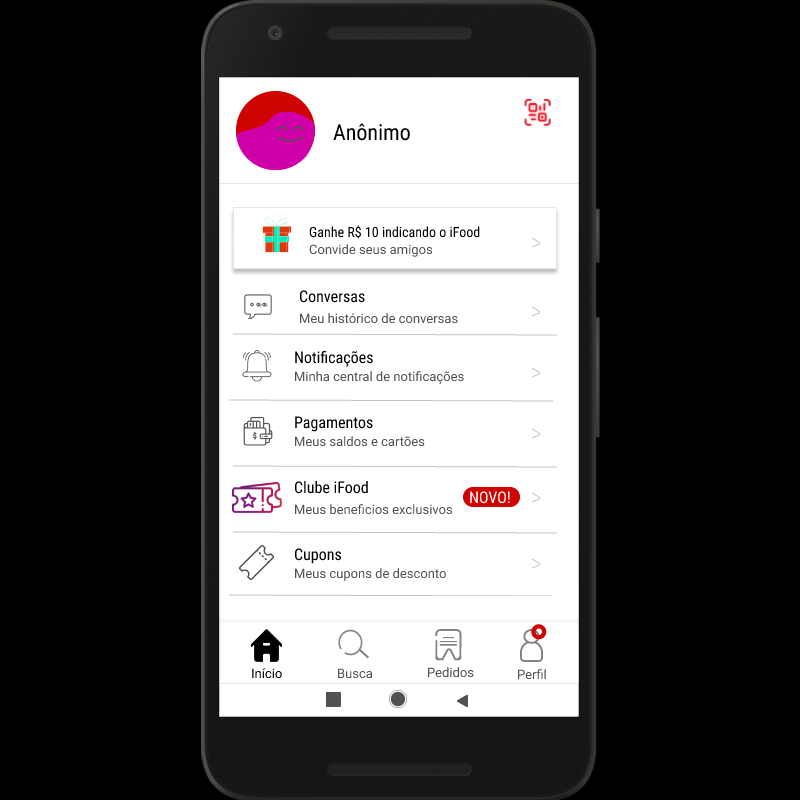 Anônimo
Ganhe R$ 10 indicando o iFood
Convide seus amigos
Conversas
Meu histórico de conversas
Notificações
Minha central de notificações
Pagamentos
Meus saldos e cartões
Clube iFood
Meus beneficios exclusivos
NOVO!
Cupons
Meus cupons de desconto
Início
Busca
Pedidos
Perfil